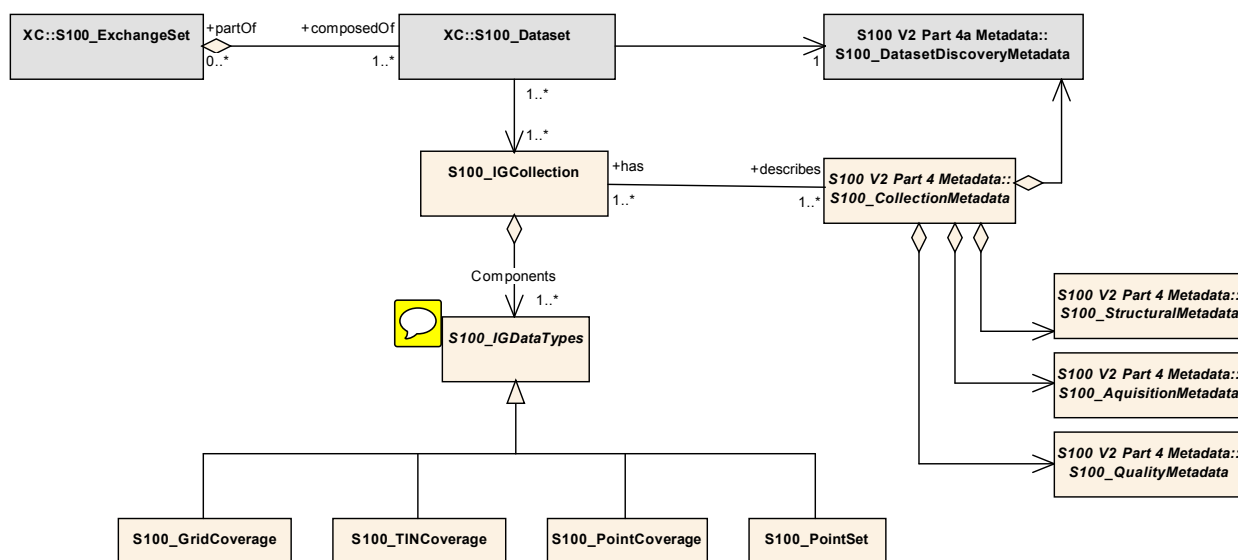 XC::S100_ExchangeSet
+partOf
0..*
+composedOf
1..*
XC::S100_Dataset
1
S100 V2 Part 4a Metadata::
S100_DatasetDiscoveryMetadata
1..*
1..*
S100_IGCollection
+has
1..*
+describes
1..*
S100 V2 Part 4 Metadata::
S100_CollectionMetadata
Components
1..*
S100_IGDataTypes
S100 V2 Part 4 Metadata::
S100_StructuralMetadata
S100 V2 Part 4 Metadata::
S100_AquisitionMetadata
S100 V2 Part 4 Metadata::
S100_QualityMetadata
S100_GridCoverage
S100_TINCoverage
S100_PointCoverage
S100_PointSet